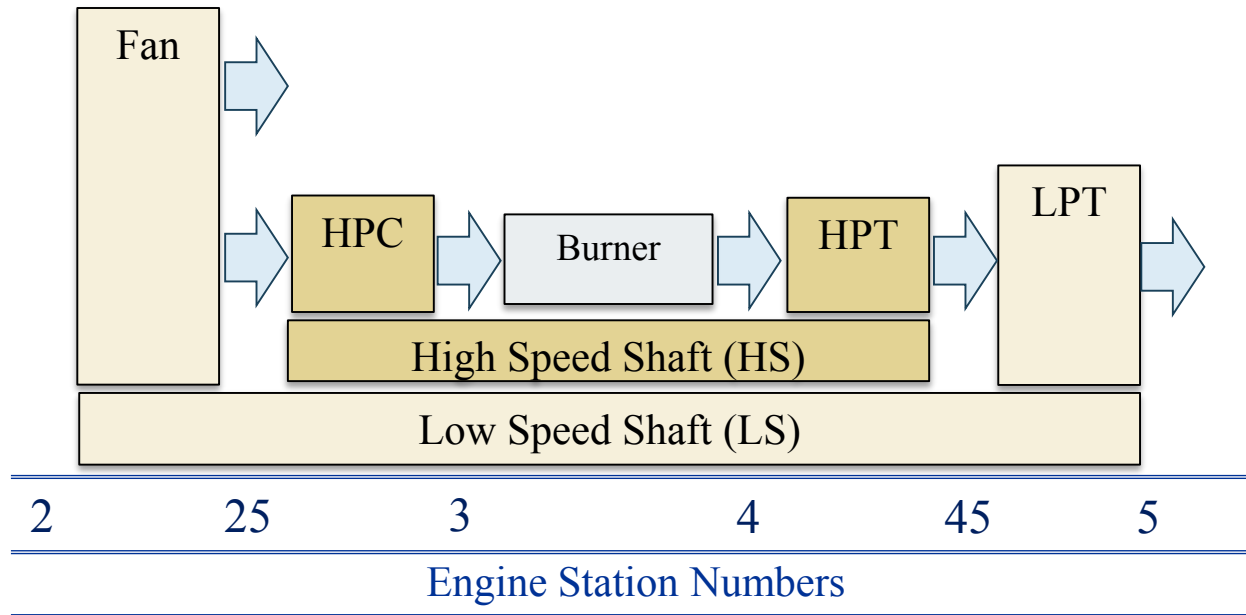 Fan
HPC
Burner
HPT
LPT
High Speed Shaft (HS)
Low Speed Shaft (LS)
2 25 3 4 45 5
Engine Station Numbers